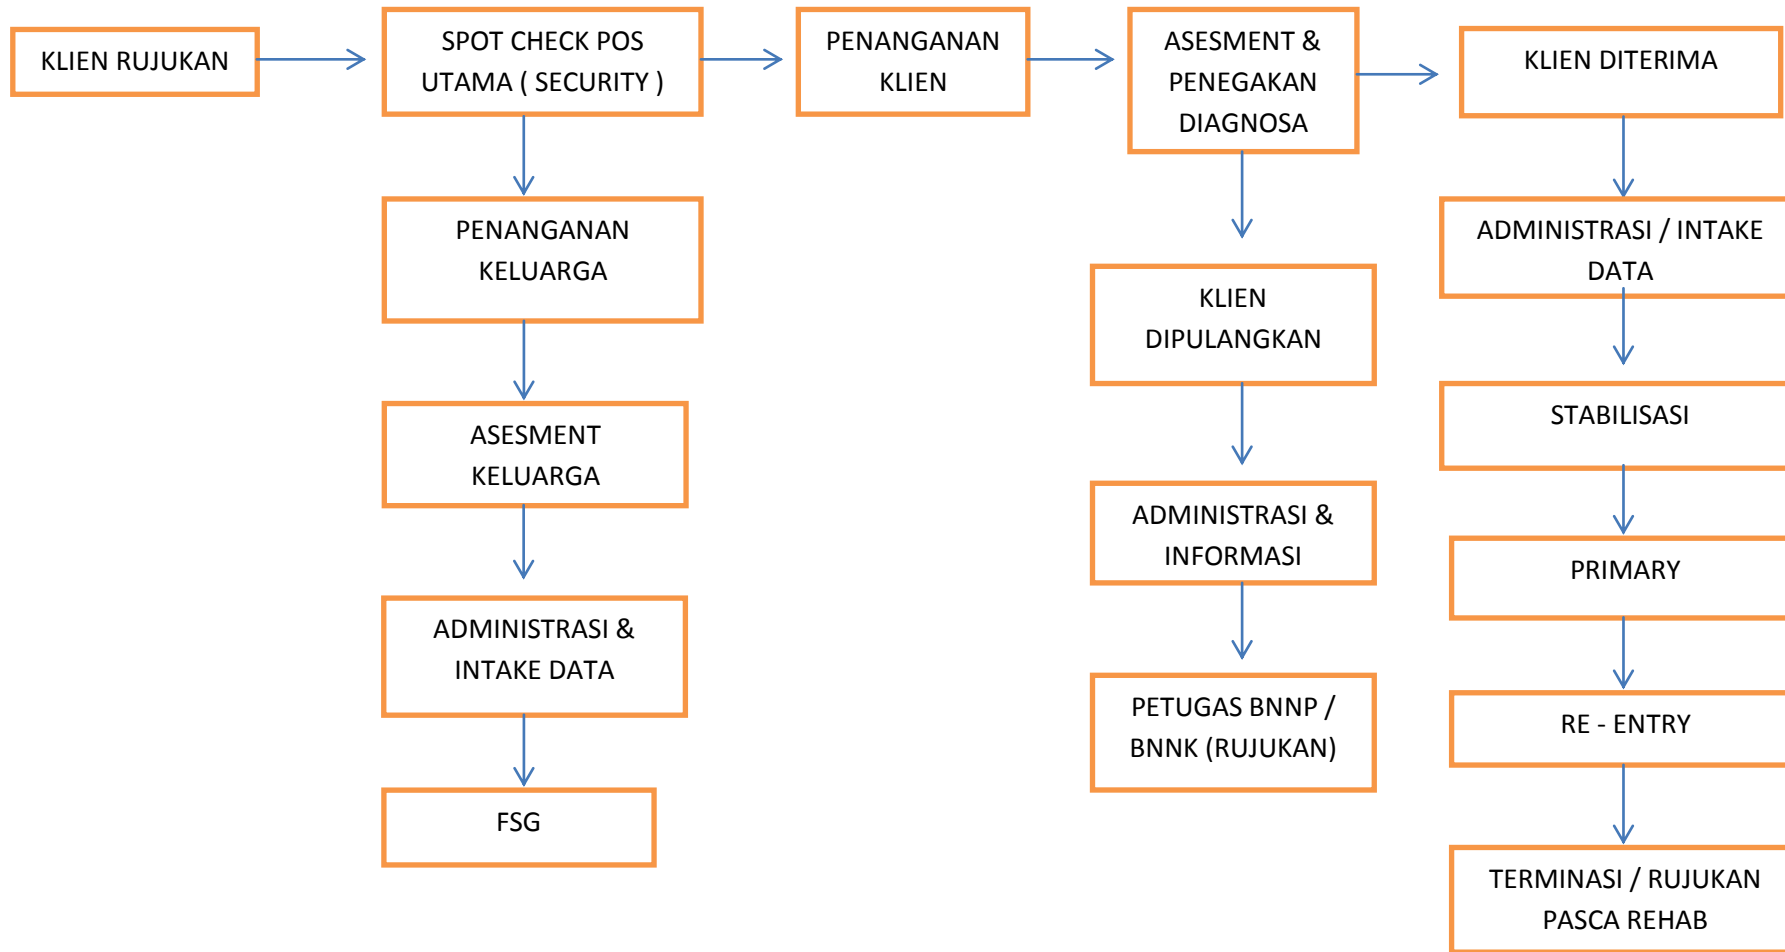 KLIEN RUJUKAN
SPOT CHECK POS
UTAMA ( SECURITY )
PENANGANAN
KLIEN
ASESMENT &
PENEGAKAN
DIAGNOSA
KLIEN DITERIMA
PENANGANAN
KELUARGA
ASESMENT
KELUARGA
ADMINISTRASI &
INTAKE DATA
FSG
KLIEN
DIPULANGKAN
ADMINISTRASI &
INFORMASI
PETUGAS BNNP /
BNNK (RUJUKAN)
ADMINISTRASI / INTAKE
DATA
STABILISASI
PRIMARY
RE - ENTRY
TERMINASI / RUJUKAN
PASCA REHAB